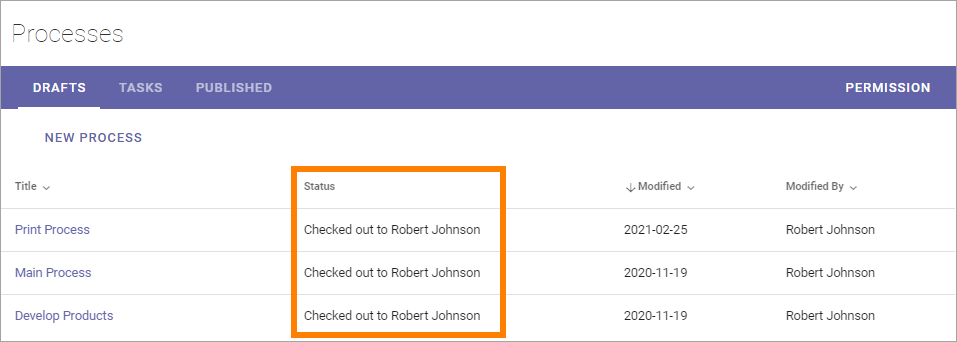 Processes
DRAFTS TASKS PUBLISHED PERMISSION
NEW PROCESS
Title Status Modified Modified By
Print Process Checked out to Robert Johnson 2021-02-25 Robert Johnson
Main Process Checked out to Robert Johnson 2020-11-19 Robert Johnson
Develop Products Checked out to Robert Johnson 2020-11-19 Robert Johnson